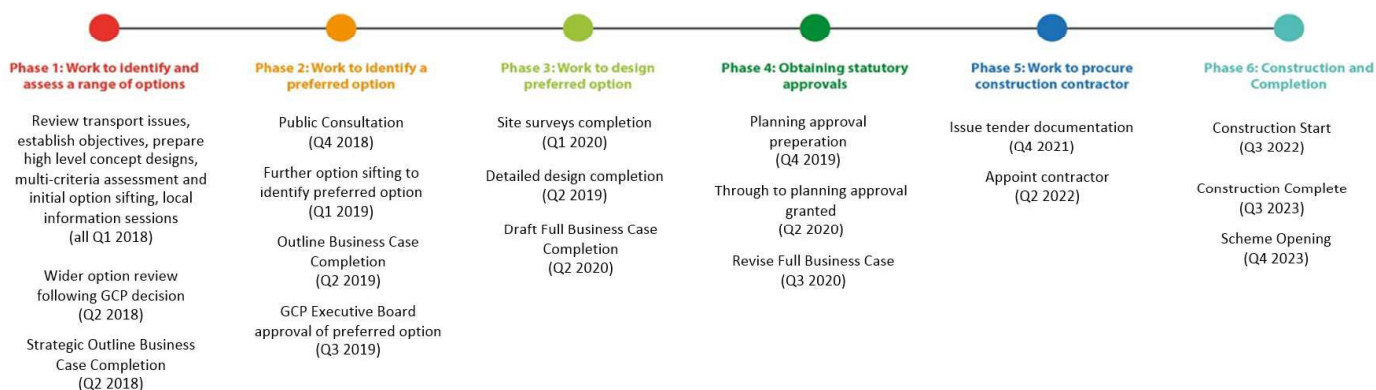 Phase 1: Work to identify and
assess a range of options
Review transport issues,
establish objectives, prepare
high level concept designs,
multi-criteria assessment and
initial option sifting, local
information sessions
(all Q1 2018)
Wider option review
following GCP decision
(Q2 2018)
Strategic Outline Business
Case Completion
(Q2 2018)
Phase 2: Work to identify a
preferred option
Public Consultation
(Q4 2018)
Further option sifting to
identify preferred option
(Q1 2019)
Outline Business Case
Completion
(Q2 2019)
GCP Executive Board
approval of preferred option
(Q3 2019)
Phase 3: Work to design
preferred option
Site surveys completion
(Q1 2020)
Detailed design completion
(Q2 2019)
Draft Full Business Case
Completion
(Q2 2020)
Phase 4: Obtaining statutory
approvals
Planning approval
preperation
(Q4 2019)
Through to planning approval
granted
(Q2 2020)
Revise Full Business Case
(Q3 2020)
Phase 5: Work to procure
construction contractor
Issue tender documentation
(Q4 2021)
Appoint contractor
(Q2 2022)
Phase 6: Construction and
Completion
Construction Start
(Q3 2022)
Construction Complete
(Q3 2023)
Scheme Opening
(Q4 2023)